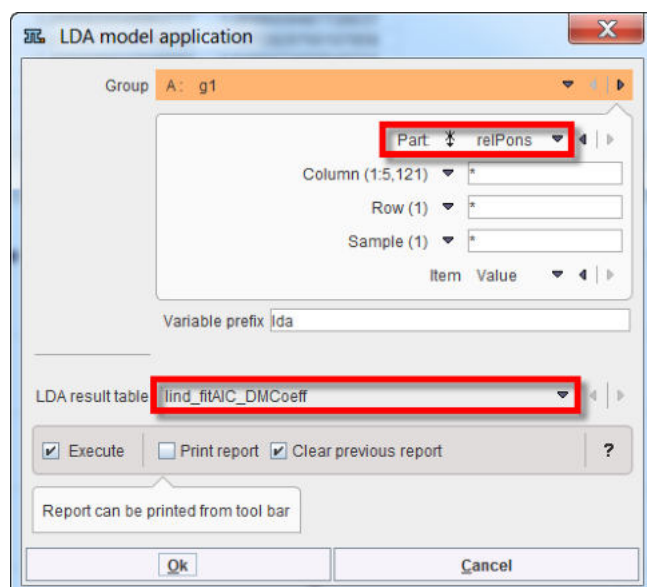 LDA model application
Group A: g1
Part: relPons
Column (1:5,121) *
Row (1) *
Sample (1) *
Item Value
Variable prefix lda
LDA result table lind_fitAIC_DMCoeff
Execute Print report Clear previous report ?
Report can be printed from tool bar
Ok Cancel